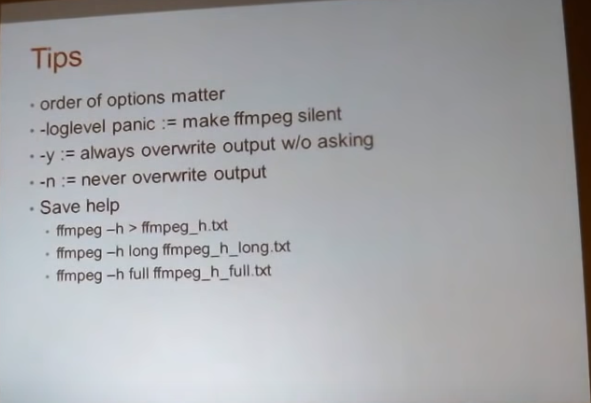 Tips
• order of options matter
• -loglevel panic := make ffmpeg silent
• -y := always overwrite output w/o asking
• -n := never overwrite output
• Save help
• ffmpeg –h > ffmpeg_h.txt
• ffmpeg –h long ffmpeg_h_long.txt
• ffmpeg –h full ffmpeg_h_full.txt